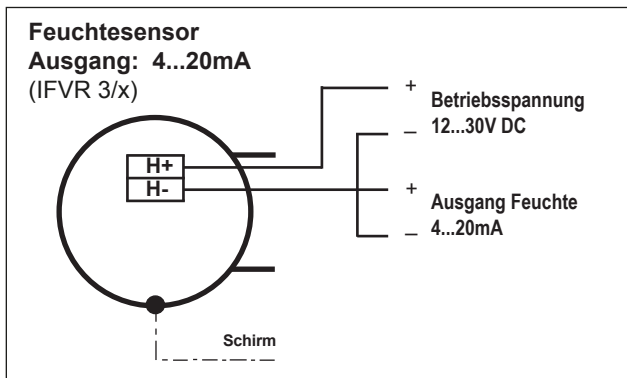 Feuchtesensor
Ausgang: 4...20mA
(IFVR 3/x)
H+
H-
+
Betriebsspannung
– 12...30V DC
+
Ausgang Feuchte
– 4...20mA
Schirm